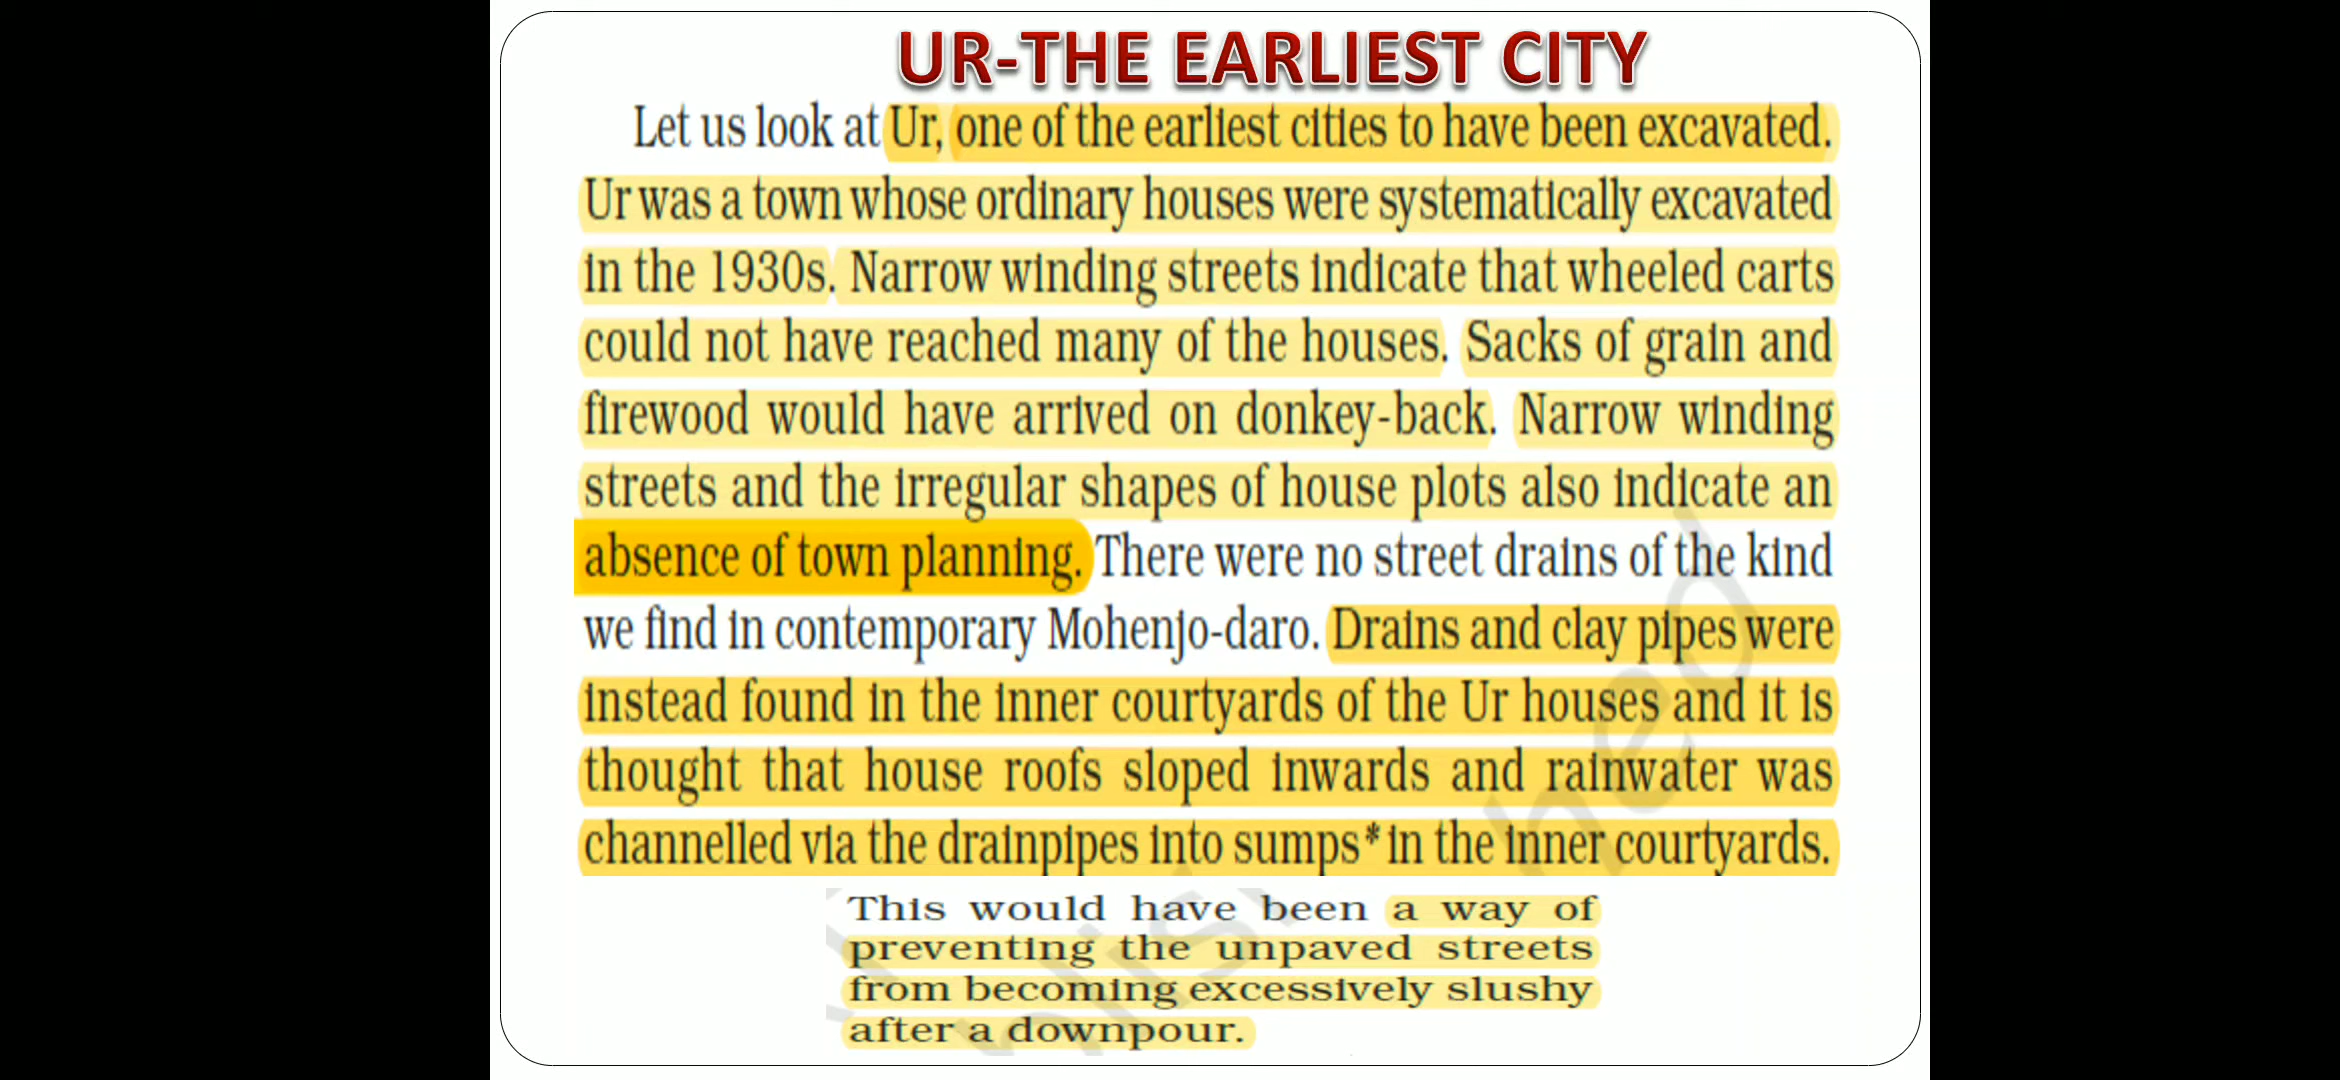 UR-THE EARLIEST CITY
Let us look at Ur, one of the earliest cities to have been excavated.
Ur was a town whose ordinary houses were systematically excavated
in the 1930s. Narrow winding streets indicate that wheeled carts
could not have reached many of the houses. Sacks of grain and
firewood would have arrived on donkey-back. Narrow winding
streets and the irregular shapes of house plots also indicate an
absence of town planning. There were no street drains of the kind
we find in contemporary Mohenjo-daro. Drains and clay pipes were
instead found in the inner courtyards of the Ur houses and it is
thought that house roofs sloped inwards and rainwater was
channelled via the drainpipes into sumps* in the inner courtyards.
This would have been a way of
preventing the unpaved streets
from becoming excessively slushy
after a downpour.